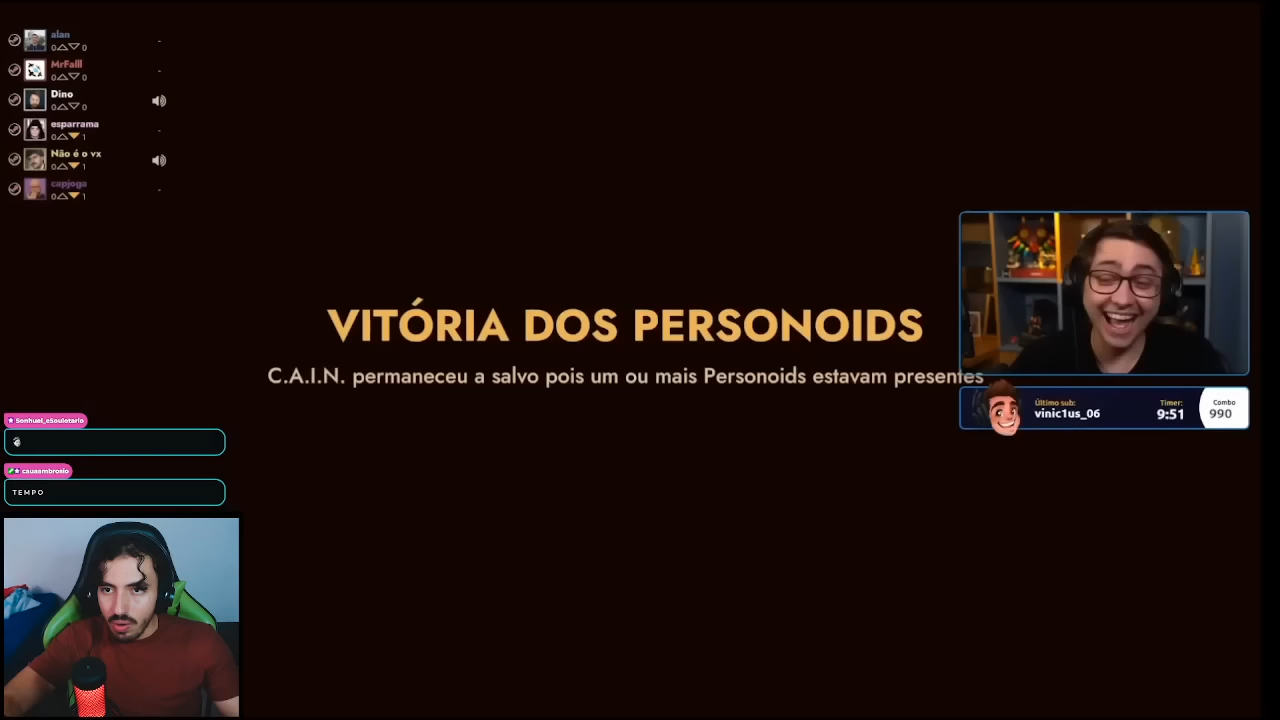 alan
0 0
-
MrFalll
0 0
-
Dino
0 0
esparrama
0 1
-
Não é o vx
0 1
capjoga
0 1
-
VITÓRIA DOS PERSONOIDS
C.A.I.N. permaneceu a salvo pois um ou mais Personoids estavam presentes
Último sub:
vinic1us_06
Timer:
9:51
Combo
990
cauaambrosio
TEMPO